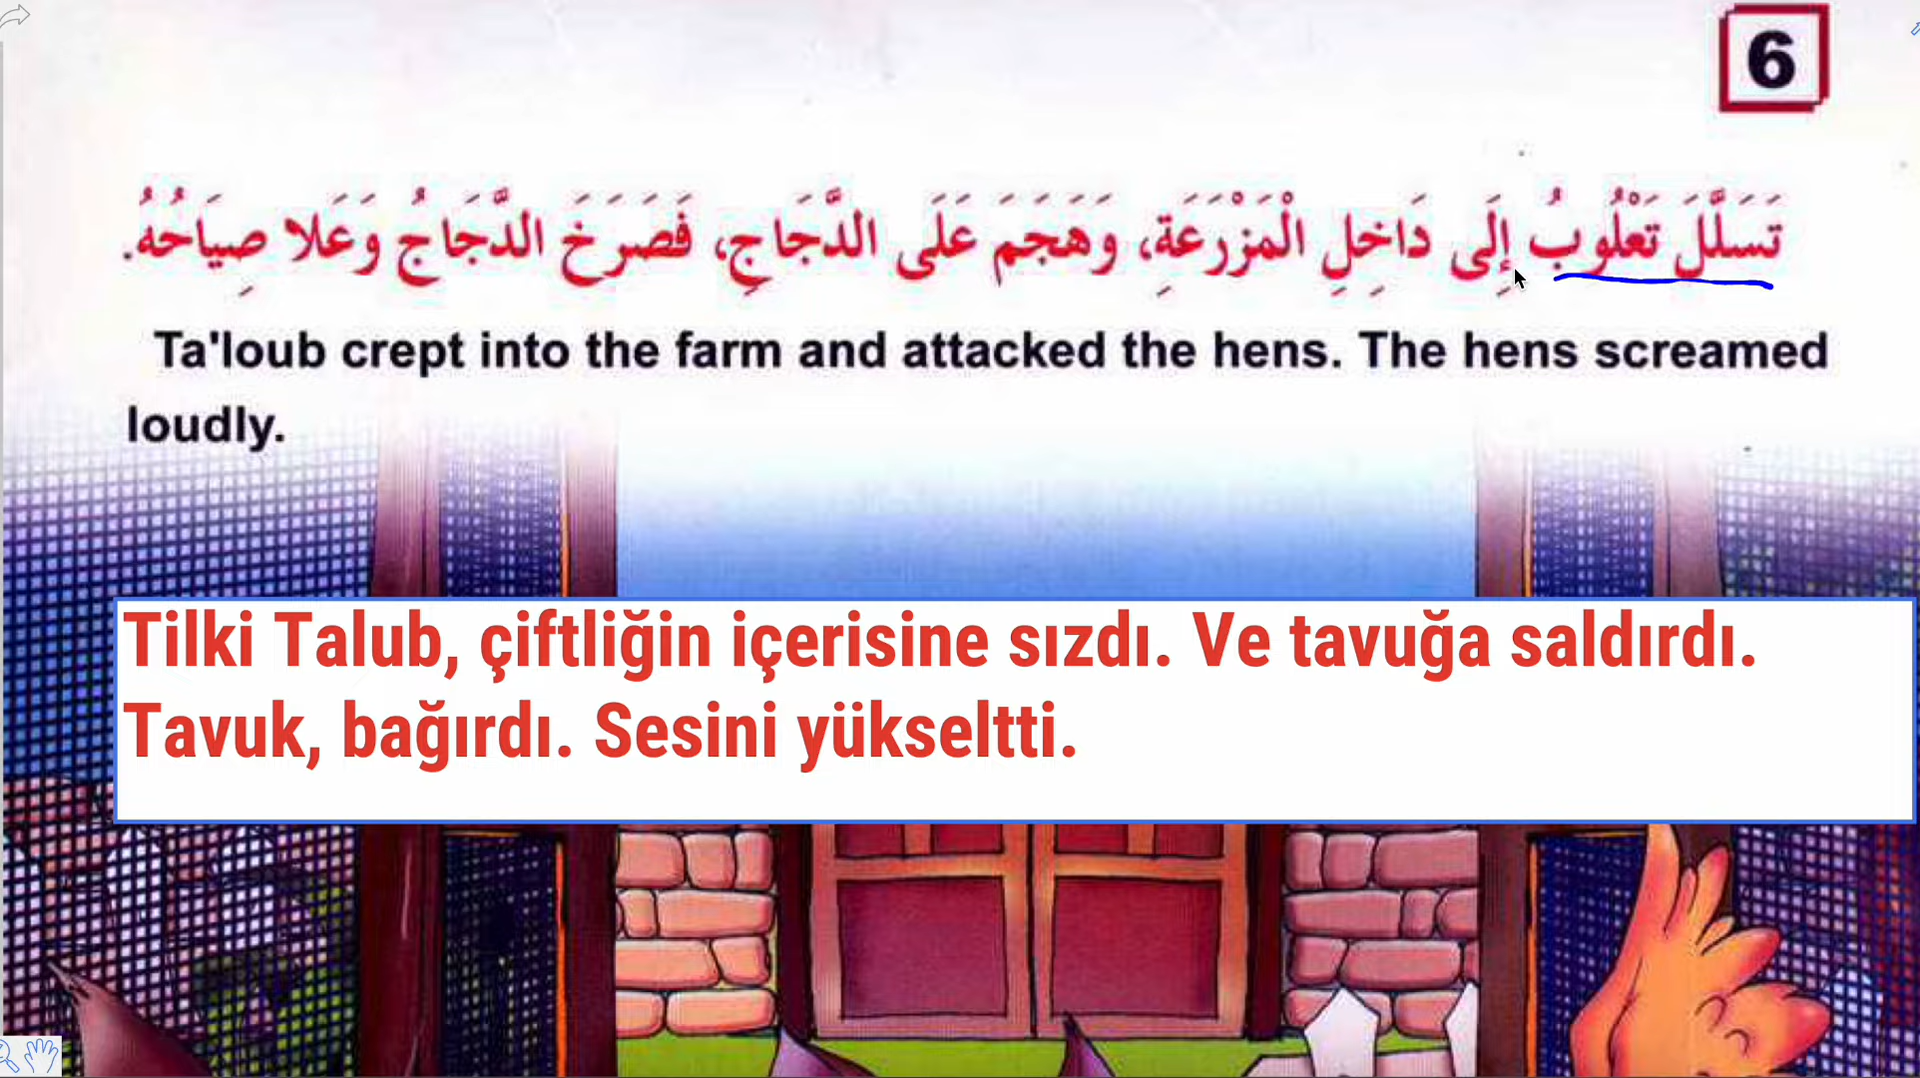 6
تَسَلَّلَ تَعْلُوبُ إِلَى دَاخِلِ الْمَزْرَعَةِ، وَهَجَمَ عَلَى الدَّجَاجِ، فَصَرَخَ الدَّجَاجُ وَعَلا صِيَاحُهُ.
Ta'loub crept into the farm and attacked the hens. The hens screamed
loudly.
Tilki Talub, çiftliğin içerisine sızdı. Ve tavuğa saldırdı.
Tavuk, bağırdı. Sesini yükseltti.